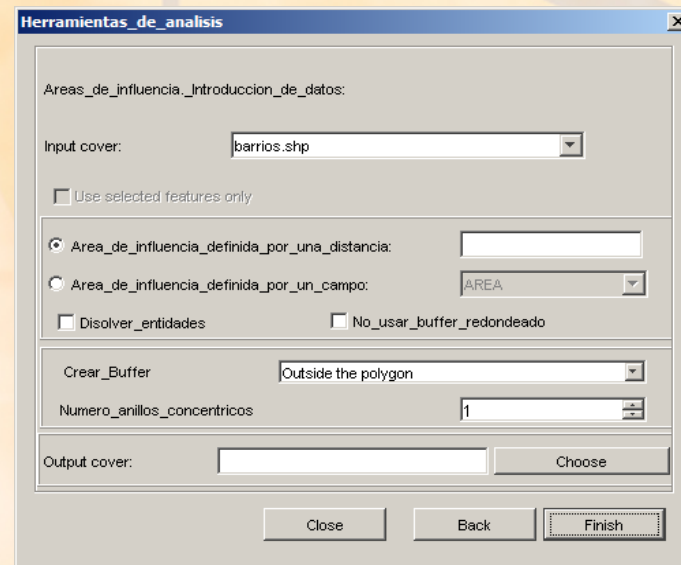 Herramientas_de_analisis
Areas_de_influencia._Introduccion_de_datos:
Input cover: barrios.shp
Use selected features only
Area_de_influencia_definida_por_una_distancia:
Area_de_influencia_definida_por_un_campo: AREA
Disolver_entidades No_usar_buffer_redondeado
Crear_Buffer Outside the polygon
Numero_anillos_concentricos 1
Output cover: Choose
Close Back Finish